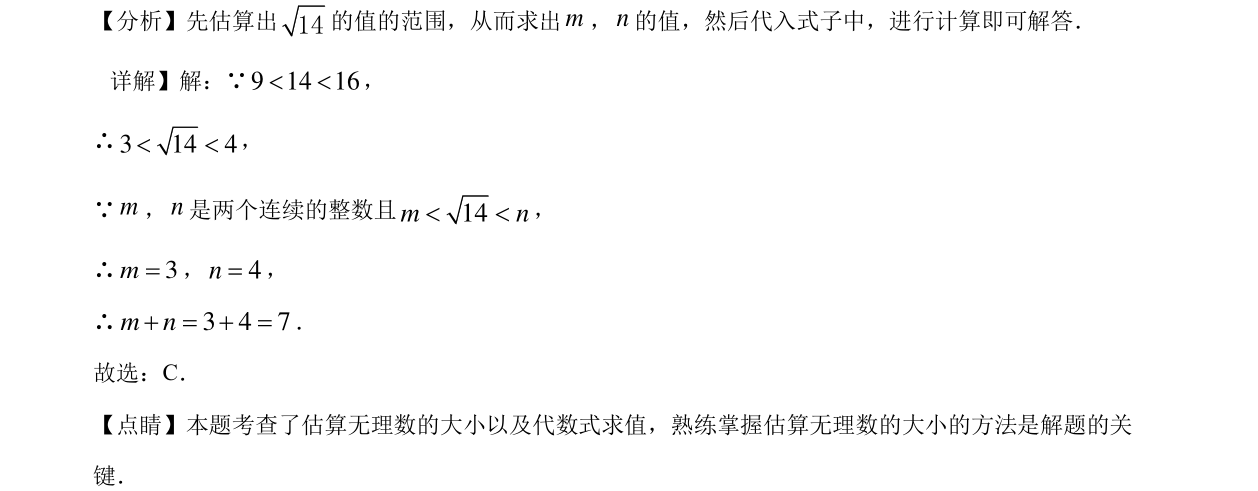 【分析】先估算出√14的值的范围，从而求出m，n的值，然后代入式子中，进行计算即可解答．
详解】解：∵9<14<16，
∴3<√14<4，
∵m，n是两个连续的整数且m<√14<n，
∴m=3，n=4，
∴m+n=3+4=7．
故选：C．
【点睛】本题考查了估算无理数的大小以及代数式求值，熟练掌握估算无理数的大小的方法是解题的关
键．